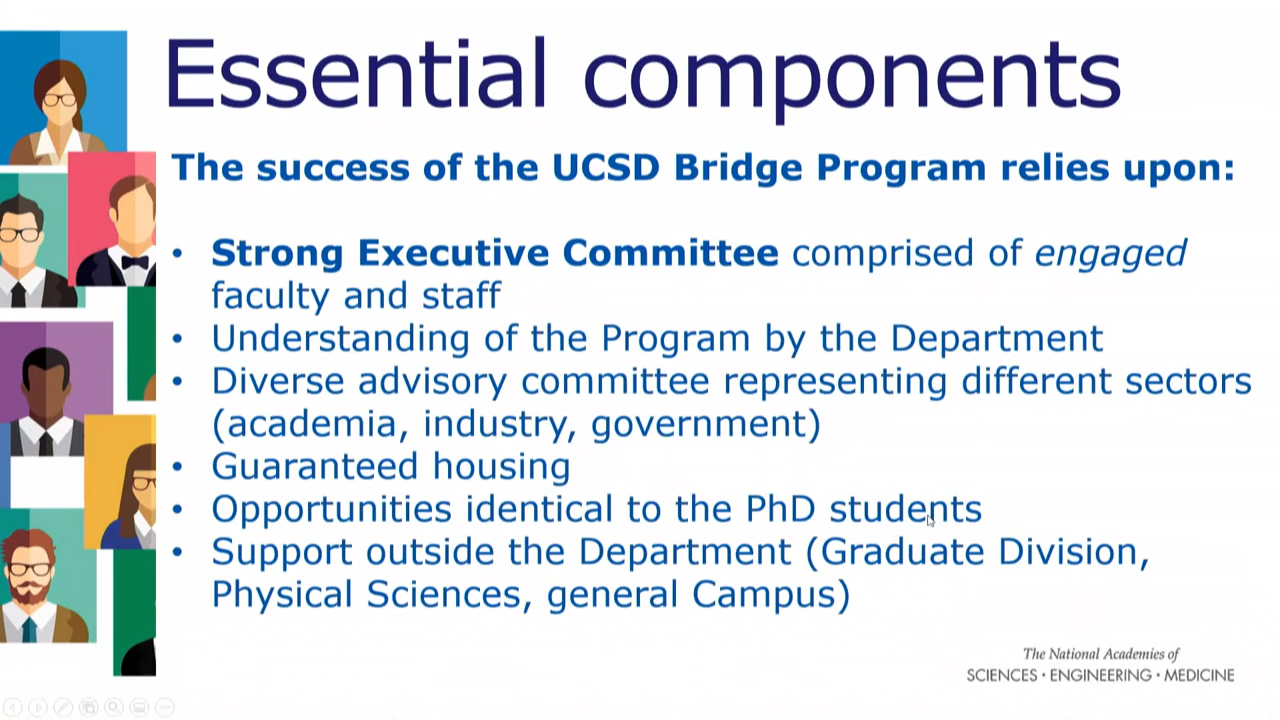 Essential components
The success of the UCSD Bridge Program relies upon:
• Strong Executive Committee comprised of engaged
faculty and staff
• Understanding of the Program by the Department
• Diverse advisory committee representing different sectors
(academia, industry, government)
• Guaranteed housing
• Opportunities identical to the PhD students
• Support outside the Department (Graduate Division,
Physical Sciences, general Campus)
The National Academies of
SCIENCES · ENGINEERING · MEDICINE